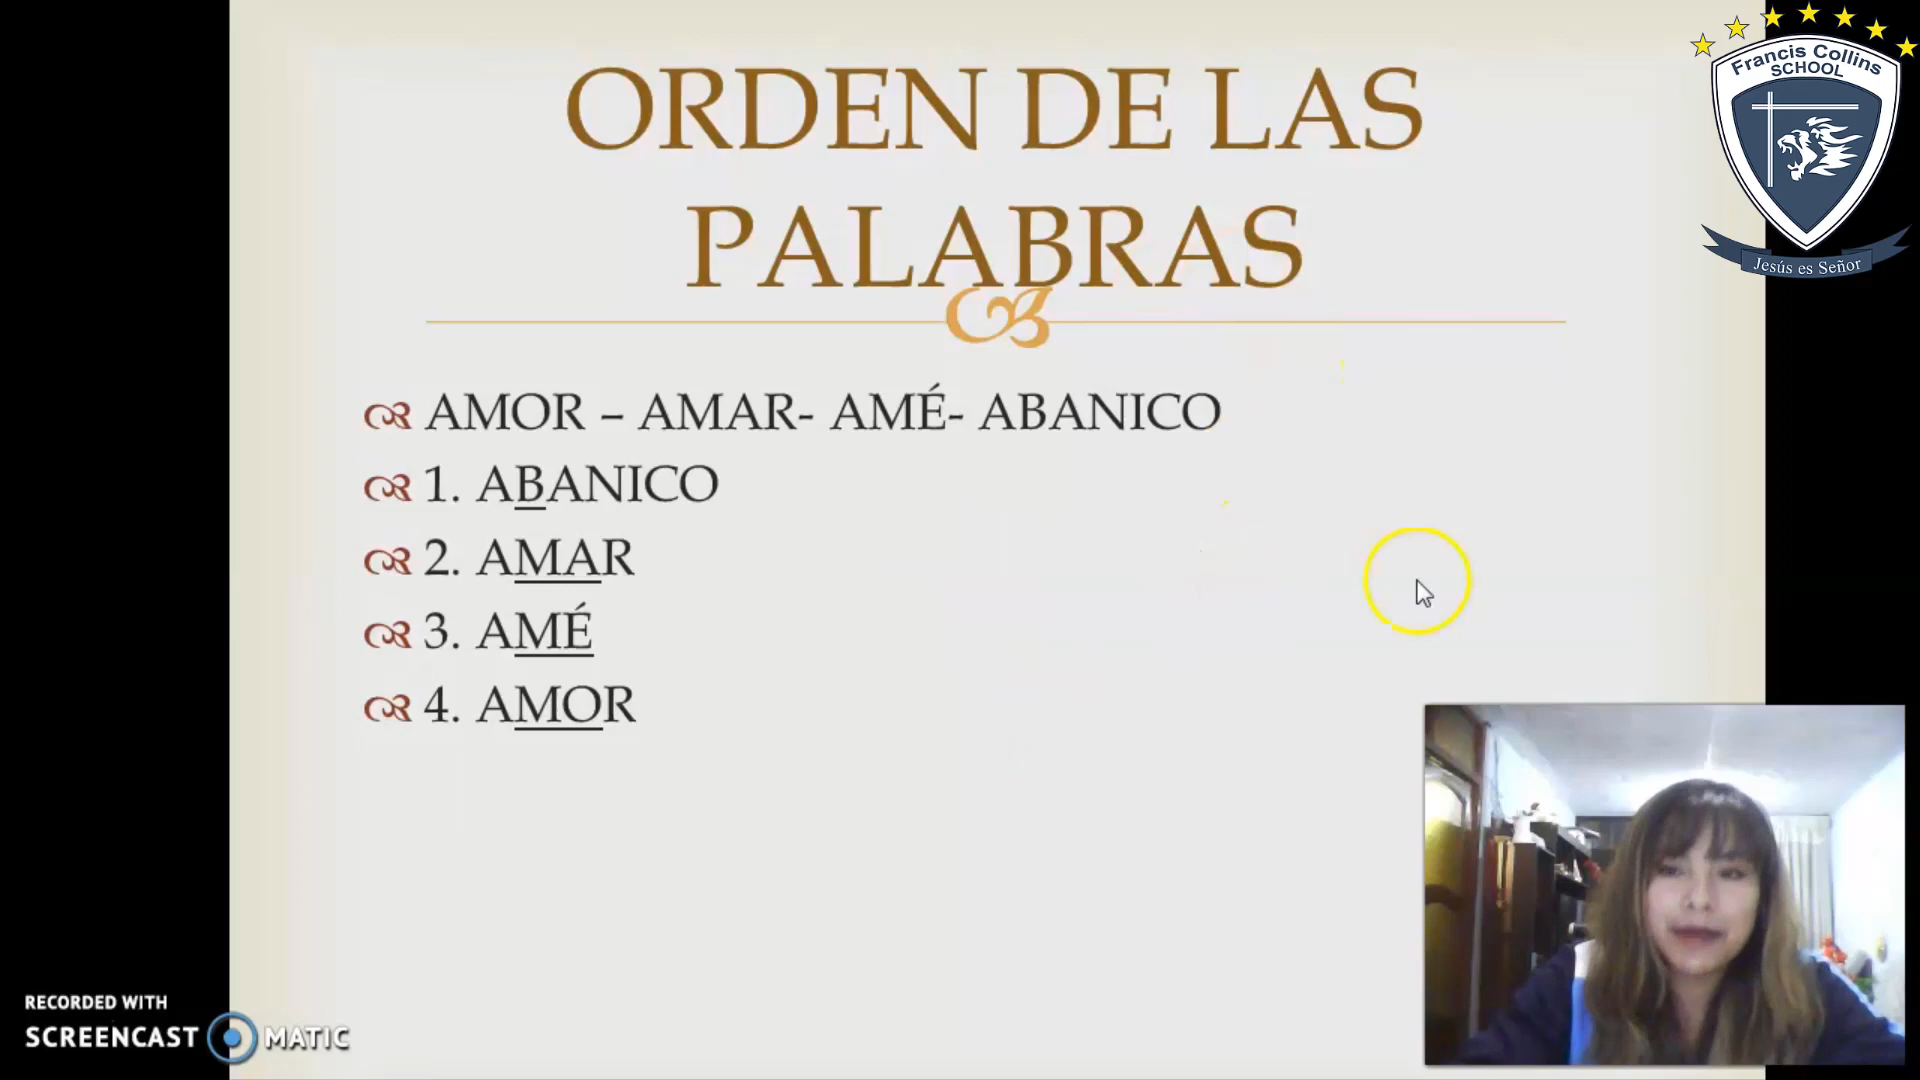 ORDEN DE LAS
PALABRAS
AMOR – AMAR- AMÉ- ABANICO
1. ABANICO
2. AMAR
3. AMÉ
4. AMOR
Francis Collins
SCHOOL
Jesús es Señor
RECORDED WITH
SCREENCAST MATIC